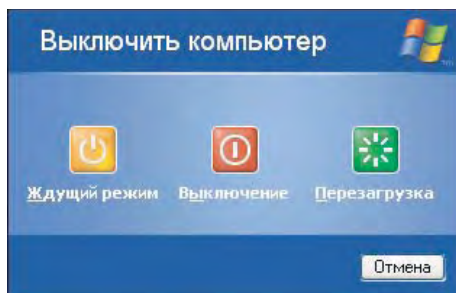 Выключить компьютер
Ждущий режим Выключение Перезагрузка
Отмена